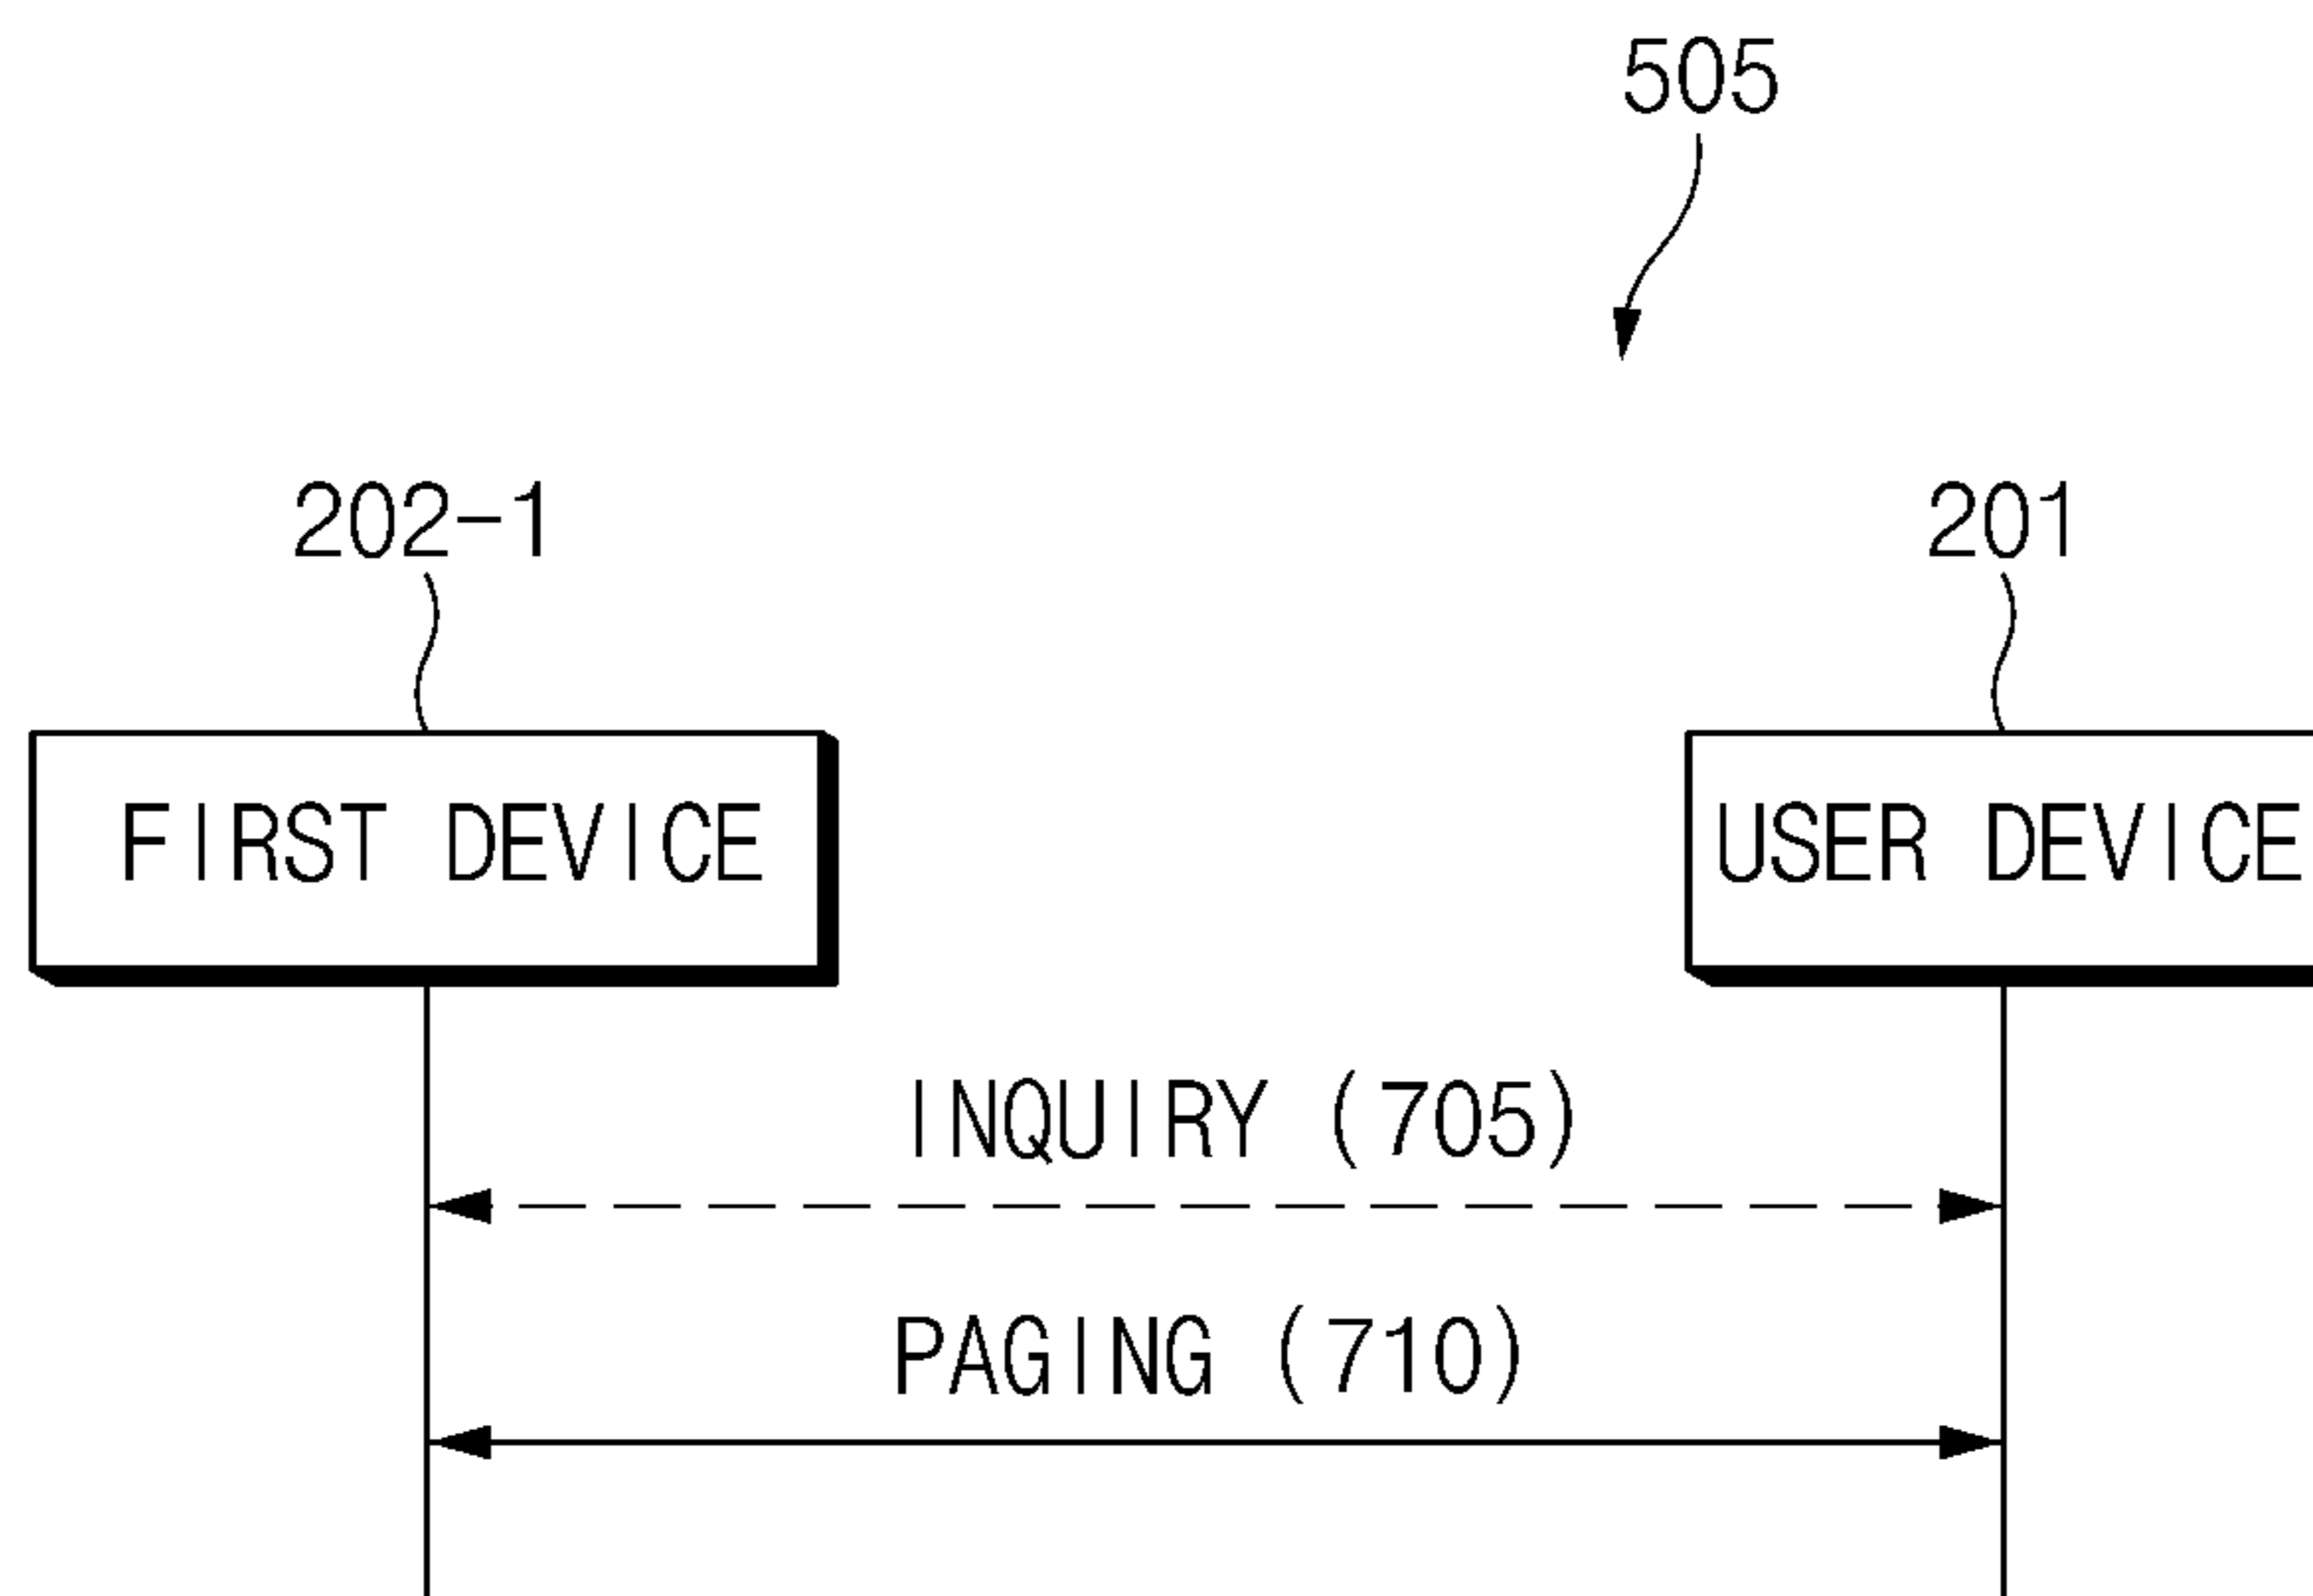 505
202-1
201
FIRST DEVICE
USER DEVICE
INQUIRY (705)
PAGING (710)